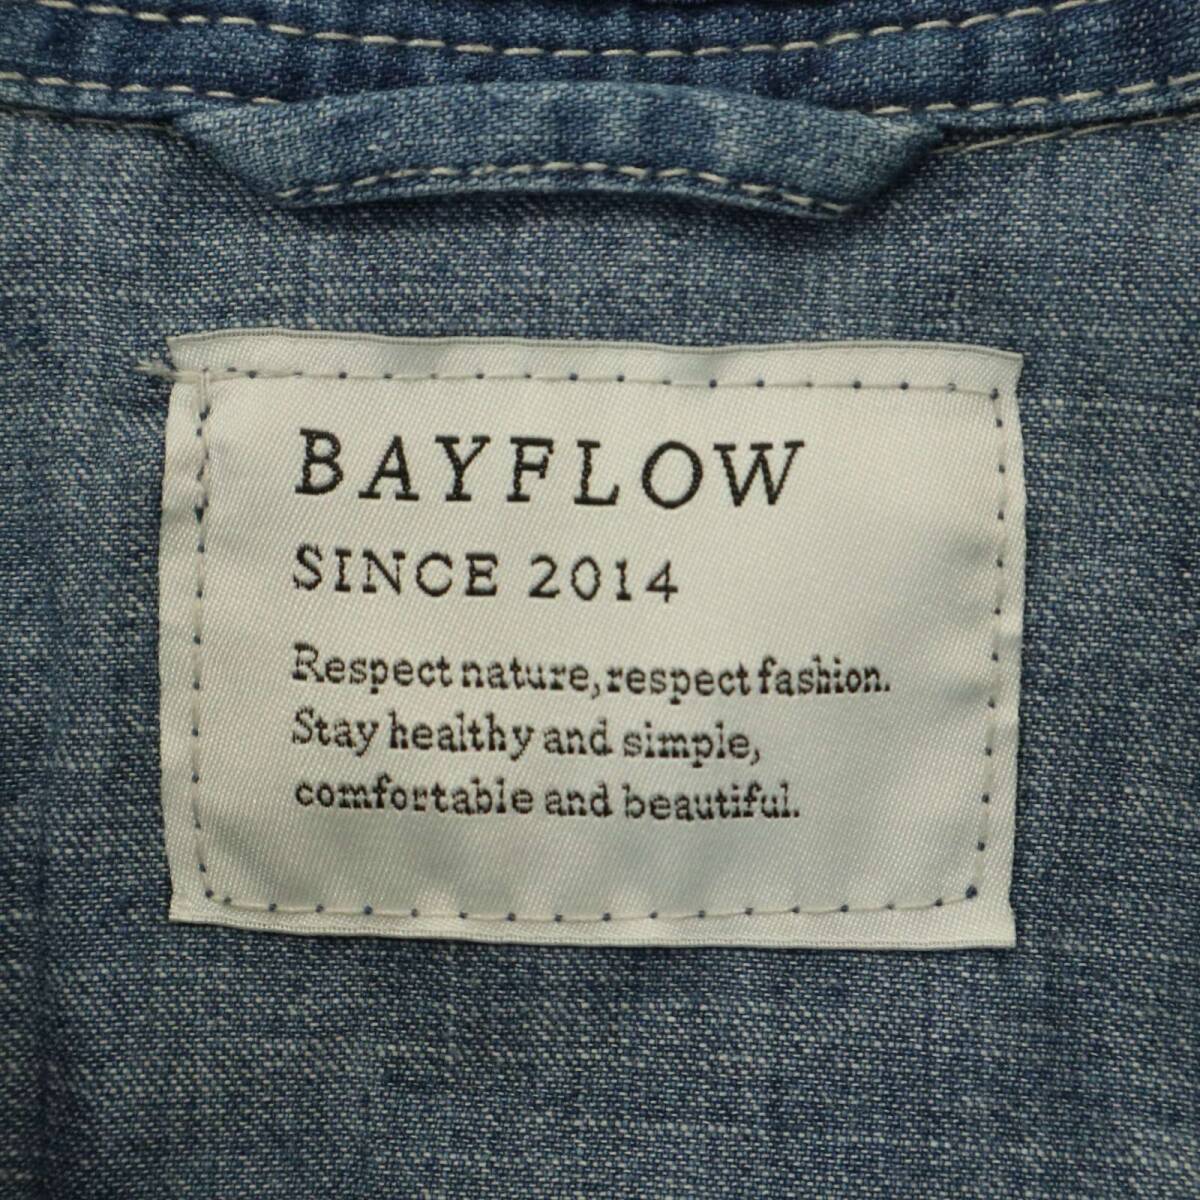 BAYFLOW
SINCE 2014
Respect nature, respect fashion.
Stay healthy and simple,
comfortable and beautiful.